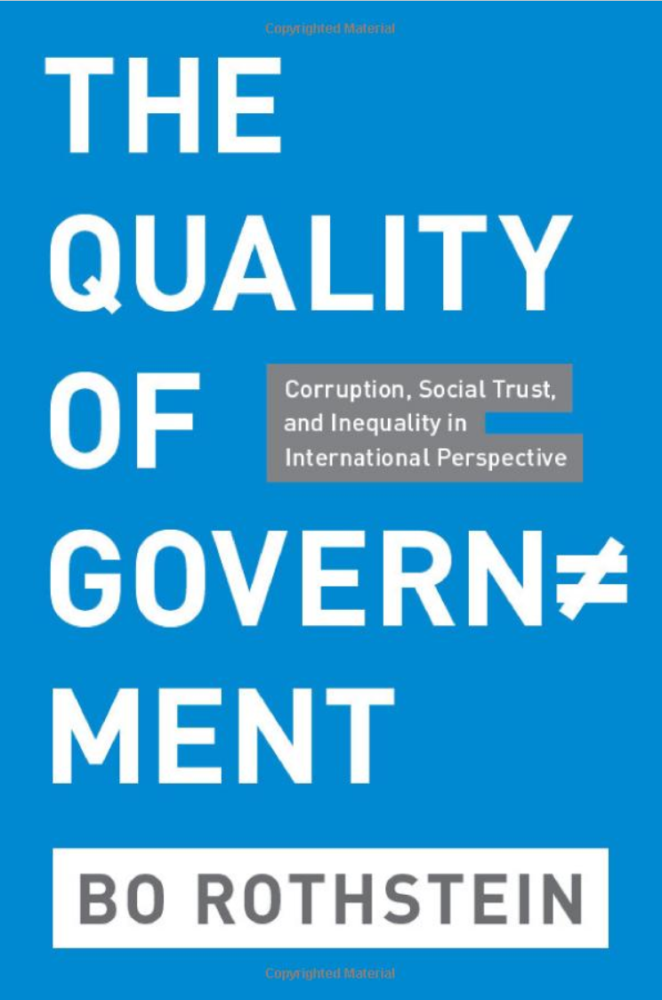 Copyrighted Material
THE
QUALITY
OF
Corruption, Social Trust,
and Inequality in
International Perspective
GOVERN≠
MENT
BO ROTHSTEIN
Copyrighted Material